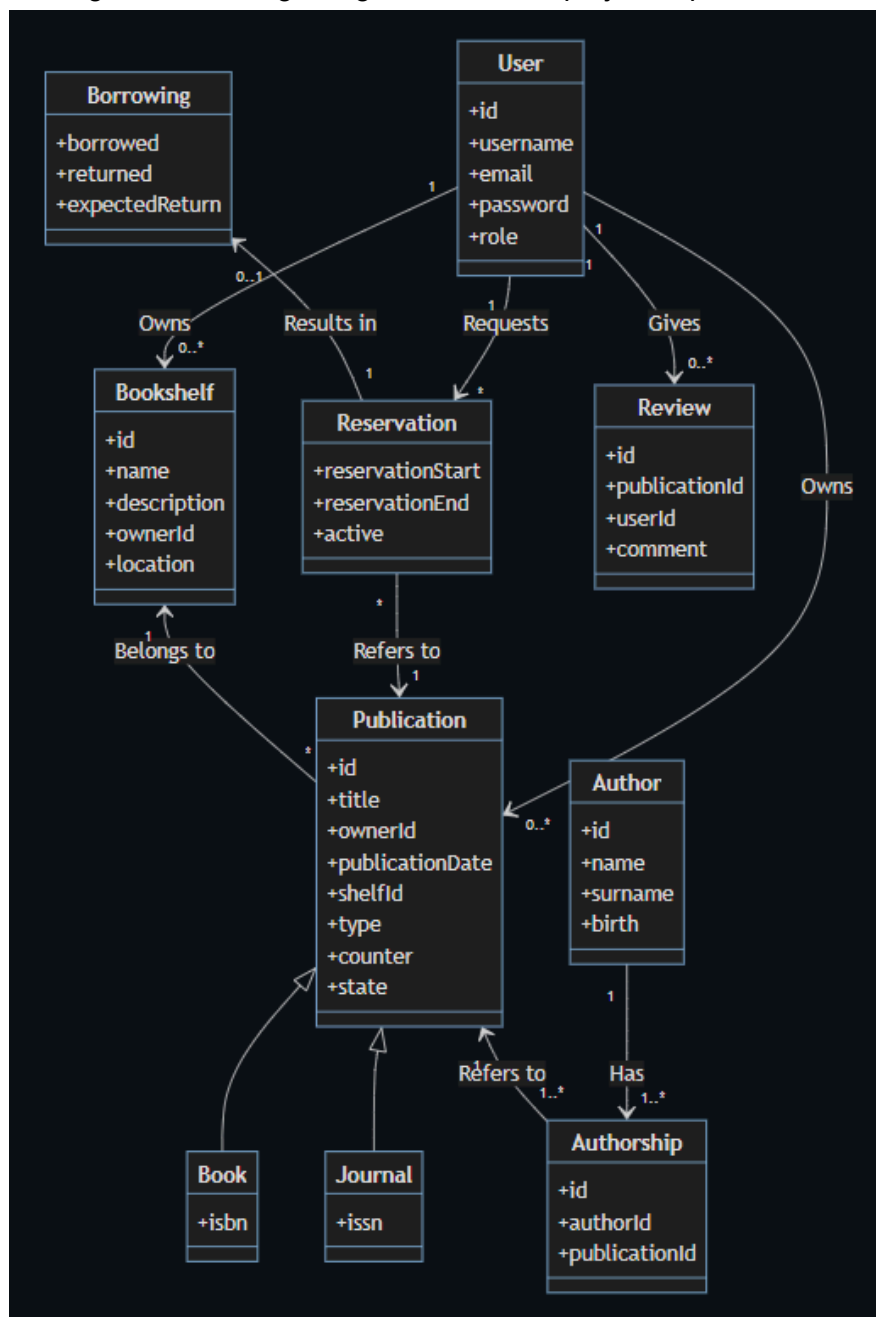 User
+id
+username
+email
+password
+role
Borrowing
+borrowed
+returned
+expectedReturn
1
1
1
0..1
1
Owns
Results in
Requests
Gives
0..*
1
*
0..*
Bookshelf
+id
+name
+description
+ownerId
+location
Reservation
+reservationStart
+reservationEnd
+active
Review
+id
+publicationId
+userId
+comment
Owns
*
1
Belongs to
Refers to
1
*
Publication
+id
+title
+ownerId
+publicationDate
+shelfId
+type
+counter
+state
0..*
Author
+id
+name
+surname
+birth
1
1
Refers to
Has
1..*
1..*
Book
+isbn
Journal
+issn
Authorship
+id
+authorId
+publicationId